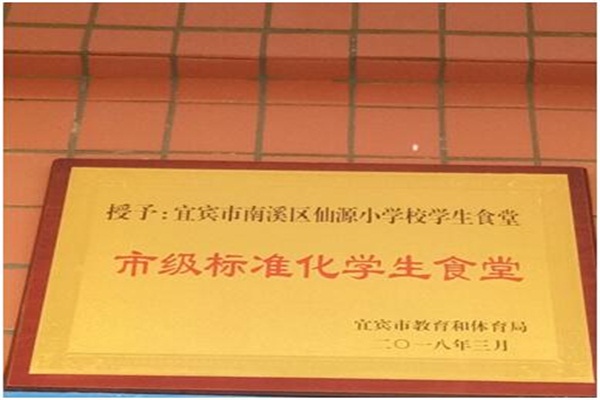 授予：宜宾市南溪区仙源小学校学生食堂
市级标准化学生食堂
宜宾市教育和体育局
二〇一八年三月